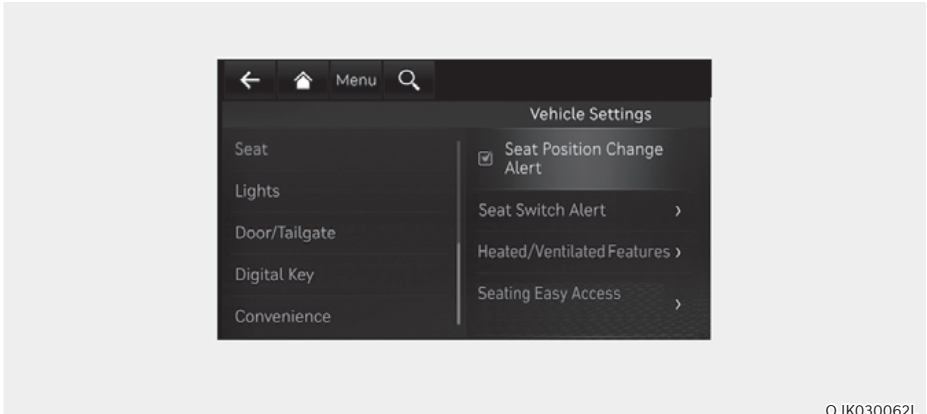 Menu
Vehicle Settings
Seat
Lights
Door/Tailgate
Digital Key
Convenience
Seat Position Change
Alert
Seat Switch Alert
Heated/Ventilated Features
Seating Easy Access
OJK030062L